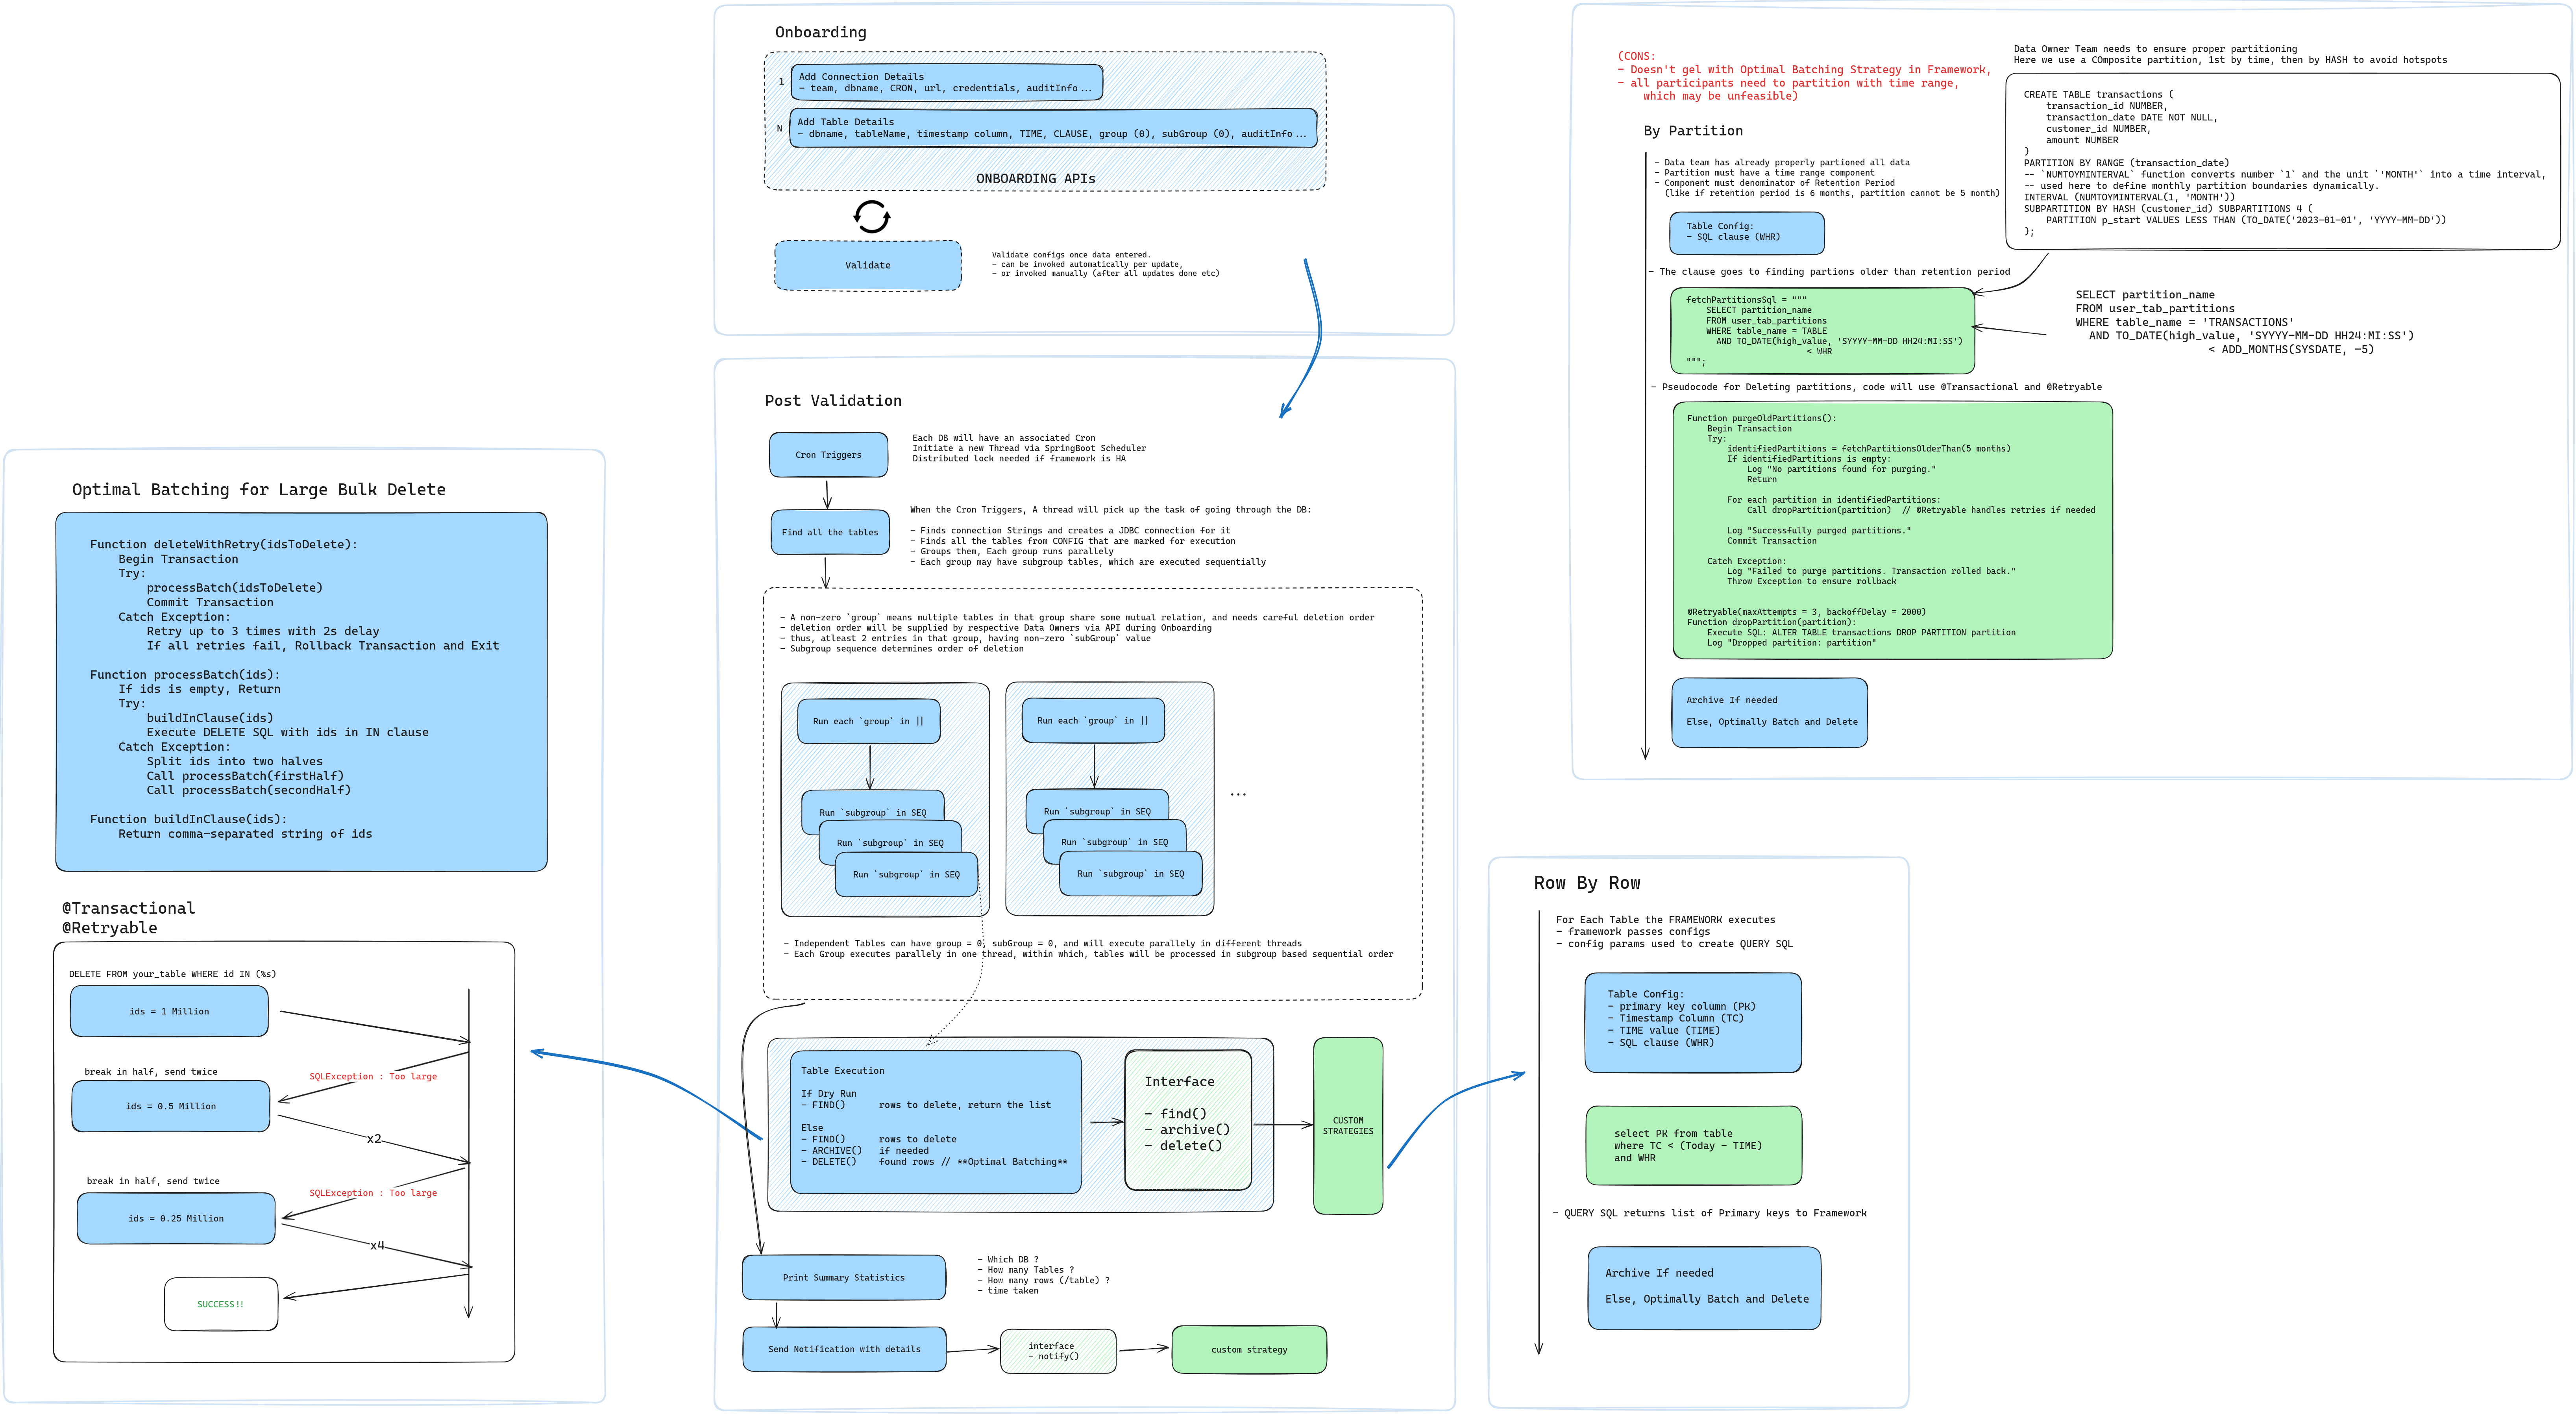 Onboarding
1
Add Connection Details
- team, dbname, CRON, url, credentials, auditInfo...
N
Add Table Details
- dbname, tableName, timestamp column, TIME, CLAUSE, group (0), subGroup (0), auditInfo...
ONBOARDING APIs
Validate
Validate configs once data entered.
- can be invoked automatically per update,
- or invoked manually (after all updates done etc)
Post Validation
Cron Triggers
Each DB will have an associated Cron
Initiate a new Thread via SpringBoot Scheduler
Distributed lock needed if framework is HA
Find all the tables
When the Cron Triggers, A thread will pick up the task of going through the DB:
- Finds connection Strings and creates a JDBC connection for it
- Finds all the tables from CONFIG that are marked for execution
- Groups them, Each group runs parallely
- Each group may have subgroup tables, which are executed sequentially
- A non-zero `group` means multiple tables in that group share some mutual relation, and needs careful deletion order
- deletion order will be supplied by respective Data Owners via API during Onboarding
- thus, atleast 2 entries in that group, having non-zero `subGroup` value
- Subgroup sequence determines order of deletion
Run each `group` in ||
Run `subgroup` in SEQ
Run `subgroup` in SEQ
Run `subgroup` in SEQ
Run each `group` in ||
Run `subgroup` in SEQ
Run `subgroup` in SEQ
Run `subgroup` in SEQ
...
- Independent Tables can have group = 0, subGroup = 0, and will execute parallely in different threads
- Each Group executes parallely in one thread, within which, tables will be processed in subgroup based sequential order
Table Execution
If Dry Run
- FIND() rows to delete, return the list
Else
- FIND() rows to delete
- ARCHIVE() if needed
- DELETE() found rows // **Optimal Batching**
Interface
- find()
- archive()
- delete()
CUSTOM
STRATEGIES
Print Summary Statistics
- Which DB ?
- How many Tables ?
- How many rows (/table) ?
- time taken
Send Notification with details
interface
- notify()
custom strategy
Optimal Batching for Large Bulk Delete
Function deleteWithRetry(idsToDelete):
Begin Transaction
Try:
processBatch(idsToDelete)
Commit Transaction
Catch Exception:
Retry up to 3 times with 2s delay
If all retries fail, Rollback Transaction and Exit
Function processBatch(ids):
If ids is empty, Return
Try:
buildInClause(ids)
Execute DELETE SQL with ids in IN clause
Catch Exception:
Split ids into two halves
Call processBatch(firstHalf)
Call processBatch(secondHalf)
Function buildInClause(ids):
Return comma-separated string of ids
@Transactional
@Retryable
DELETE FROM your_table WHERE id IN (%s)
ids = 1 Million
SQLException : Too large
break in half, send twice
ids = 0.5 Million
x2
SQLException : Too large
break in half, send twice
ids = 0.25 Million
x4
SUCCESS!!
(CONS:
- Doesn't gel with Optimal Batching Strategy in Framework,
- all participants need to partition with time range,
which may be unfeasible)
By Partition
- Data team has already properly partioned all data
- Partition must have a time range component
- Component must denominator of Retention Period
(like if retention period is 6 months, partition cannot be 5 month)
Table Config:
- SQL clause (WHR)
- The clause goes to finding partions older than retention period
fetchPartitionsSql = """
SELECT partition_name
FROM user_tab_partitions
WHERE table_name = TABLE
AND TO_DATE(high_value, 'SYYYY-MM-DD HH24:MI:SS')
< WHR
""";
- Pseudocode for Deleting partitions, code will use @Transactional and @Retryable
Function purgeOldPartitions():
Begin Transaction
Try:
identifiedPartitions = fetchPartitionsOlderThan(5 months)
If identifiedPartitions is empty:
Log "No partitions found for purging."
Return
For each partition in identifiedPartitions:
Call dropPartition(partition) // @Retryable handles retries if needed
Log "Successfully purged partitions."
Commit Transaction
Catch Exception:
Log "Failed to purge partitions. Transaction rolled back."
Throw Exception to ensure rollback
@Retryable(maxAttempts = 3, backoffDelay = 2000)
Function dropPartition(partition):
Execute SQL: ALTER TABLE transactions DROP PARTITION partition
Log "Dropped partition: partition"
Archive If needed
Else, Optimally Batch and Delete
Data Owner Team needs to ensure proper partitioning
Here we use a COmposite partition, 1st by time, then by HASH to avoid hotspots
CREATE TABLE transactions (
transaction_id NUMBER,
transaction_date DATE NOT NULL,
customer_id NUMBER,
amount NUMBER
)
PARTITION BY RANGE (transaction_date)
-- `NUMTOYMINTERVAL` function converts number `1` and the unit `'MONTH'` into a time interval,
-- used here to define monthly partition boundaries dynamically.
INTERVAL (NUMTOYMINTERVAL(1, 'MONTH'))
SUBPARTITION BY HASH (customer_id) SUBPARTITIONS 4 (
PARTITION p_start VALUES LESS THAN (TO_DATE('2023-01-01', 'YYYY-MM-DD'))
);
SELECT partition_name
FROM user_tab_partitions
WHERE table_name = 'TRANSACTIONS'
AND TO_DATE(high_value, 'SYYYY-MM-DD HH24:MI:SS')
< ADD_MONTHS(SYSDATE, -5)
Row By Row
For Each Table the FRAMEWORK executes
- framework passes configs
- config params used to create QUERY SQL
Table Config:
- primary key column (PK)
- Timestamp Column (TC)
- TIME value (TIME)
- SQL clause (WHR)
select PK from table
where TC < (Today - TIME)
and WHR
- QUERY SQL returns list of Primary keys to Framework
Archive If needed
Else, Optimally Batch and Delete